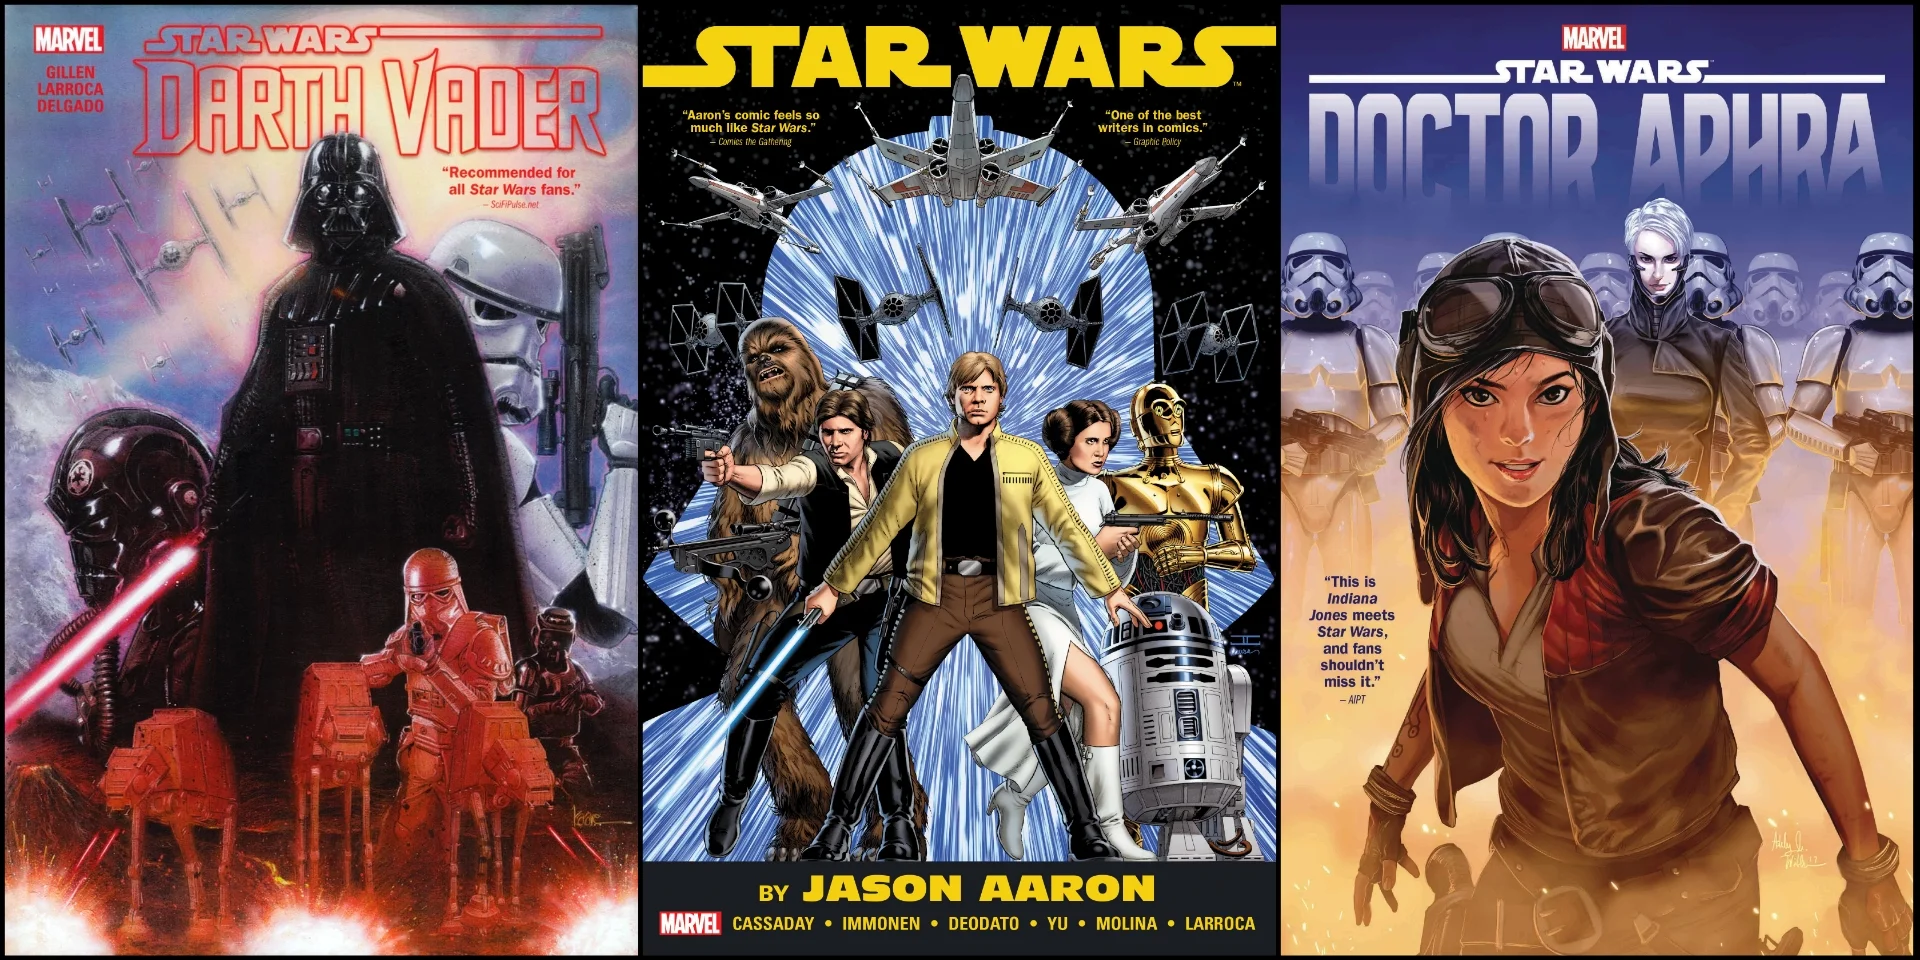 MARVEL
STAR WARS
GILLEN
LARROCA
DELGADO
DARTH VADER
“Recommended for
all Star Wars fans.”
— SciFiPulse.net
STAR WARS™
“Aaron’s comic feels so
much like Star Wars.”
— Comics the Gathering
“One of the best
writers in comics.”
— Graphic Policy
BY JASON AARON
MARVEL
CASSADAY • IMMONEN • DEODATO • YU • MOLINA • LARROCA
MARVEL
STAR WARS
DOCTOR APHRA
“This is
Indiana
Jones meets
Star Wars,
and fans
shouldn’t
miss it.”
— AIPT